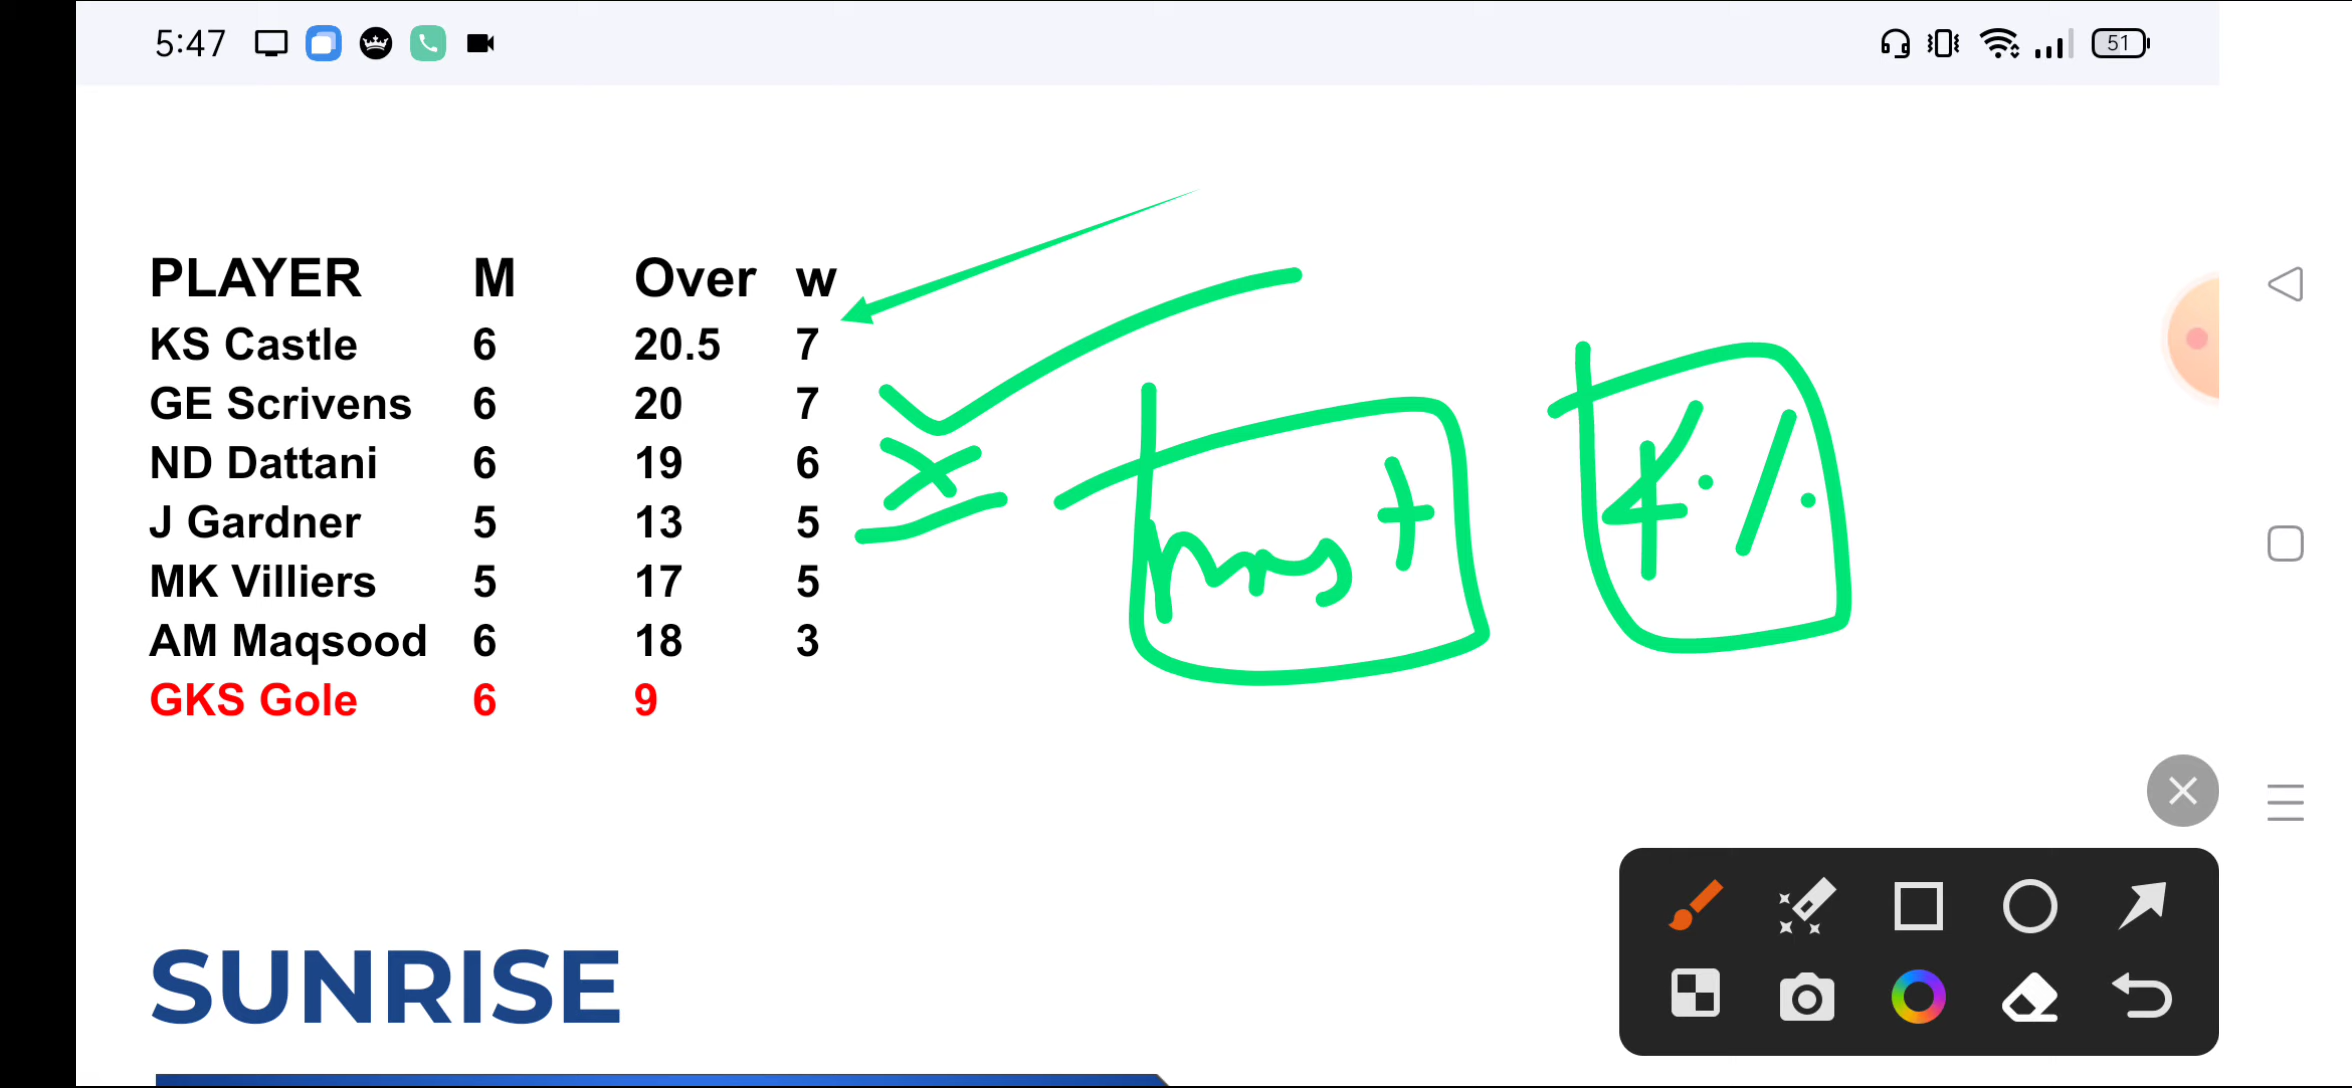 5:47 51
PLAYER M Over w
KS Castle 6 20.5 7
GE Scrivens 6 20 7
ND Dattani 6 19 6
J Gardner 5 13 5
MK Villiers 5 17 5
AM Maqsood 6 18 3
GKS Gole 6 9
4%
SUNRISE